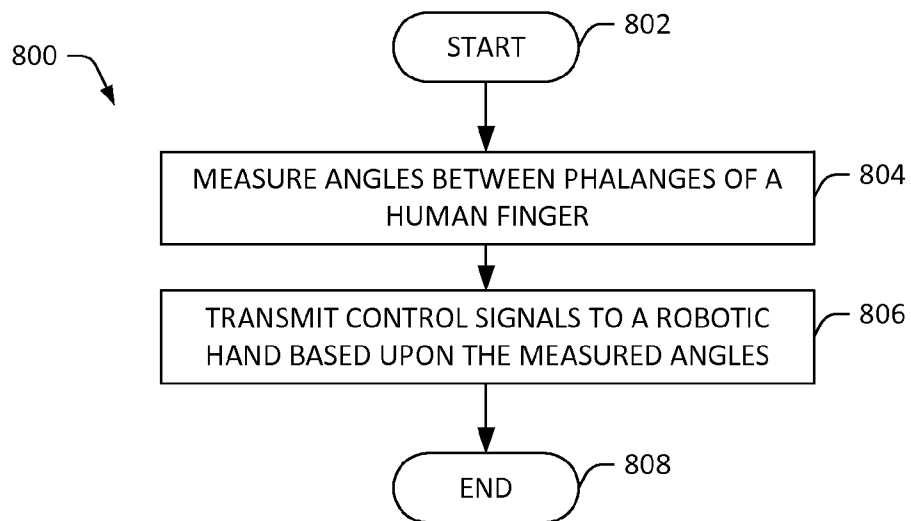 800
START
802
MEASURE ANGLES BETWEEN PHALANGES OF A
HUMAN FINGER
804
TRANSMIT CONTROL SIGNALS TO A ROBOTIC
HAND BASED UPON THE MEASURED ANGLES
806
END
808